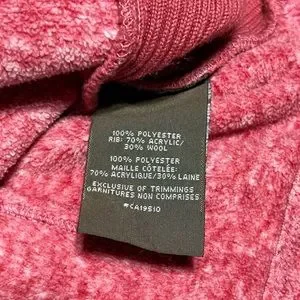 100% POLYESTER
RIB: 70% ACRYLIC/
30% WOOL
100% POLYESTER
MAILLE CÔTELÉE:
70% ACRYLIQUE/30% LAINE
EXCLUSIVE OF TRIMMINGS
GARNITURES NON COMPRISES
*CA19510